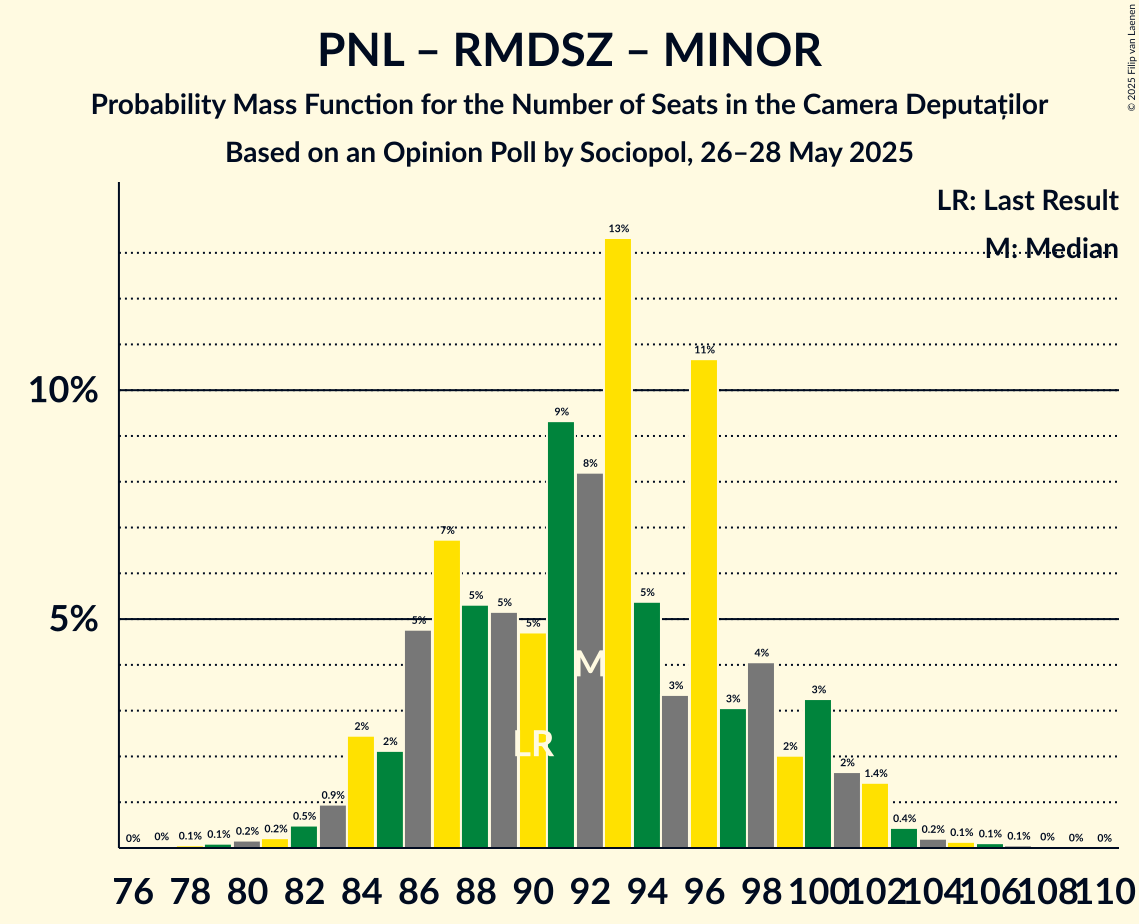 PNL – RMDSZ – MINOR
Probability Mass Function for the Number of Seats in the Camera Deputaților
Based on an Opinion Poll by Sociopol, 26–28 May 2025
© 2025 Filip van Laenen
LR: Last Result
M: Median
10%
5%
0% 0% 0.1% 0.1% 0.2% 0.2% 0.5% 0.9% 2% 2% 5% 7% 5% 5% 5% 9% 8% 13% 5% 3% 11% 3% 4% 2% 3% 2% 1.4% 0.4% 0.2% 0.1% 0.1% 0.1% 0% 0% 0%
M
LR
76 78 80 82 84 86 88 90 92 94 96 98 100 102 104 106 108 110